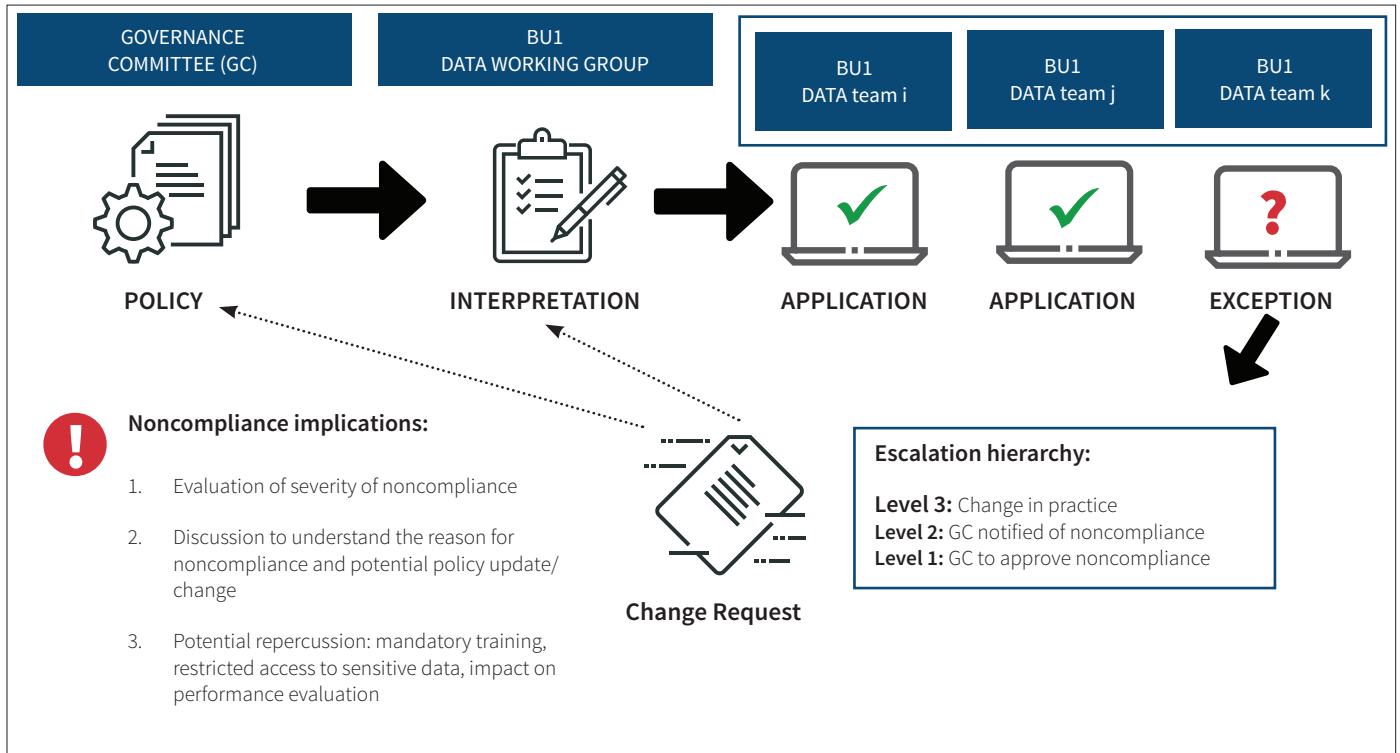 GOVERNANCE
COMMITTEE (GC)
BU1
DATA WORKING GROUP
BU1
DATA team i
BU1
DATA team j
BU1
DATA team k
POLICY
INTERPRETATION
APPLICATION
APPLICATION
EXCEPTION
Noncompliance implications:
1. Evaluation of severity of noncompliance
2. Discussion to understand the reason for
noncompliance and potential policy update/
change
3. Potential repercussion: mandatory training,
restricted access to sensitive data, impact on
performance evaluation
Change Request
Escalation hierarchy:
Level 3: Change in practice
Level 2: GC notified of noncompliance
Level 1: GC to approve noncompliance